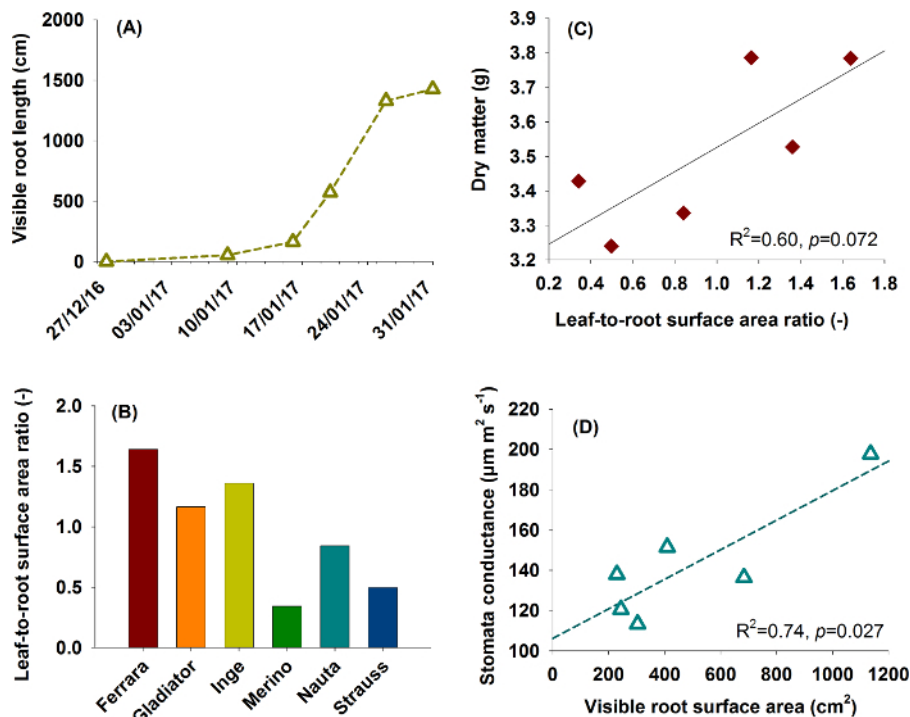 (A)
Visible root length (cm)
2000
1500
1000
500
0
27/12/16
03/01/17
10/01/17
17/01/17
24/01/17
31/01/17
(C)
Dry matter (g)
3.9
3.8
3.7
3.6
3.5
3.4
3.3
3.2
R²=0.60, p=0.072
0.2 0.4 0.6 0.8 1.0 1.2 1.4 1.6 1.8
Leaf-to-root surface area ratio (-)
(B)
Leaf-to-root surface area ratio (-)
2.0
1.5
1.0
0.5
0.0
Ferrara
Gladiator
Inge
Merino
Nauta
Strauss
(D)
Stomata conductance (µm m² s⁻¹)
220
200
180
160
140
120
100
R²=0.74, p=0.027
0 200 400 600 800 1000 1200
Visible root surface area (cm²)